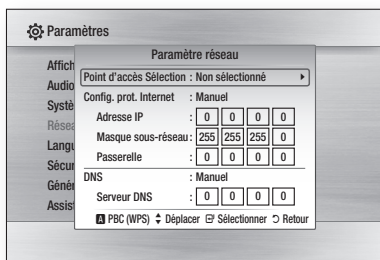 Paramètres
Paramètre réseau
Affich
Audio
Systè
Résea
Langu
Sécur
Génér
Assist
Point d'accès Sélection : Non sélectionné
Config. prot. Internet : Manuel
Adresse IP : 0 0 0 0
Masque sous-réseau : 255 255 255 0
Passerelle : 0 0 0 0
DNS : Manuel
Serveur DNS : 0 0 0 0
A PBC (WPS) Déplacer Sélectionner Retour